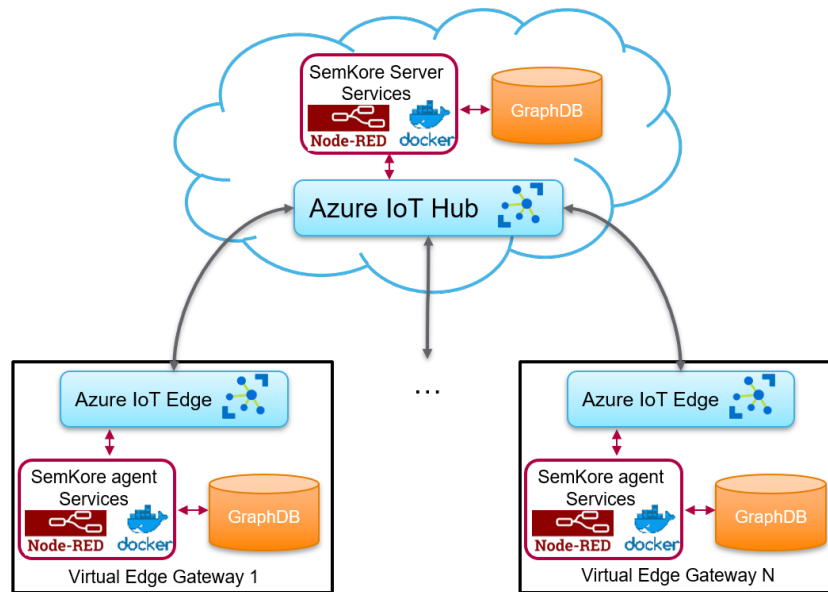 SemKore Server
Services
GraphDB
Node-RED
docker
Azure IoT Hub
...
Azure IoT Edge
SemKore agent
Services
GraphDB
Node-RED
docker
Virtual Edge Gateway 1
Azure IoT Edge
SemKore agent
Services
GraphDB
Node-RED
docker
Virtual Edge Gateway N